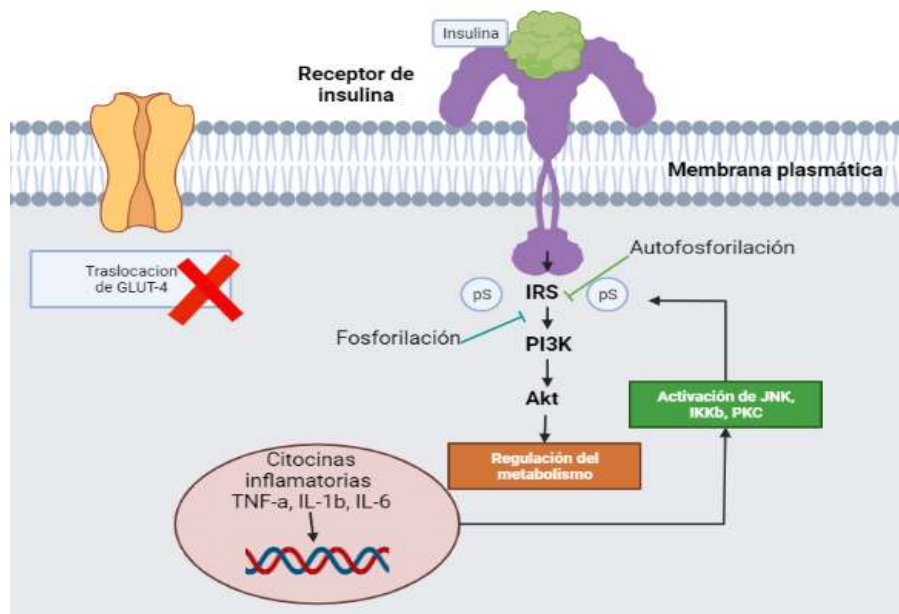 Insulina
Receptor de
insulina
Membrana plasmática
Traslocacion
de GLUT-4
Autofosforilación
pS
IRS
pS
Fosforilación
PI3K
Akt
Activación de JNK,
IKKb, PKC
Regulación del
metabolismo
Citocinas
inflamatorias
TNF-a, IL-1b, IL-6